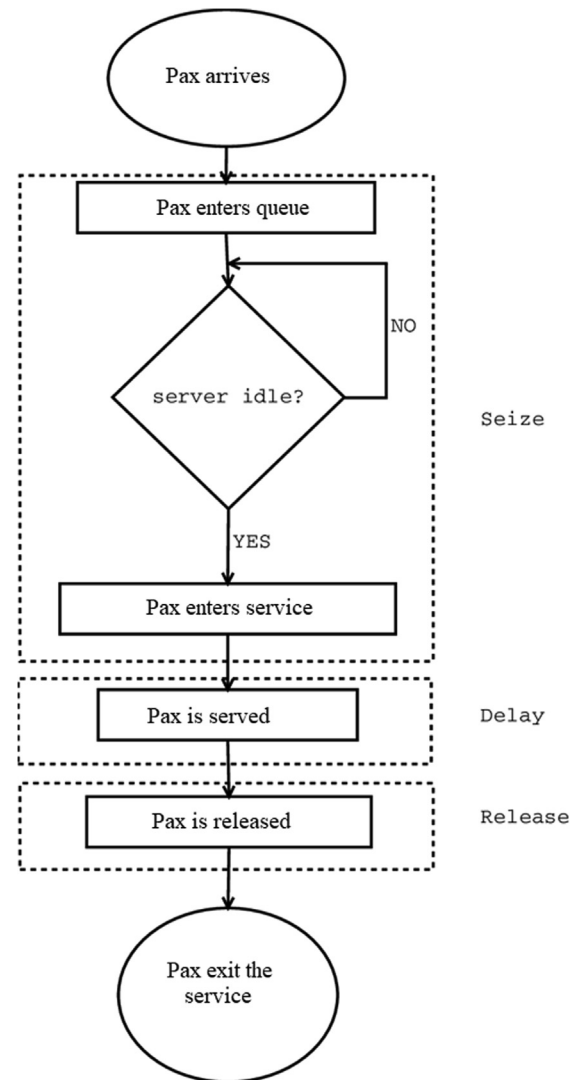 Pax arrives
Pax enters queue
NO
server idle?
Seize
YES
Pax enters service
Pax is served
Delay
Pax is released
Release
Pax exit the
service